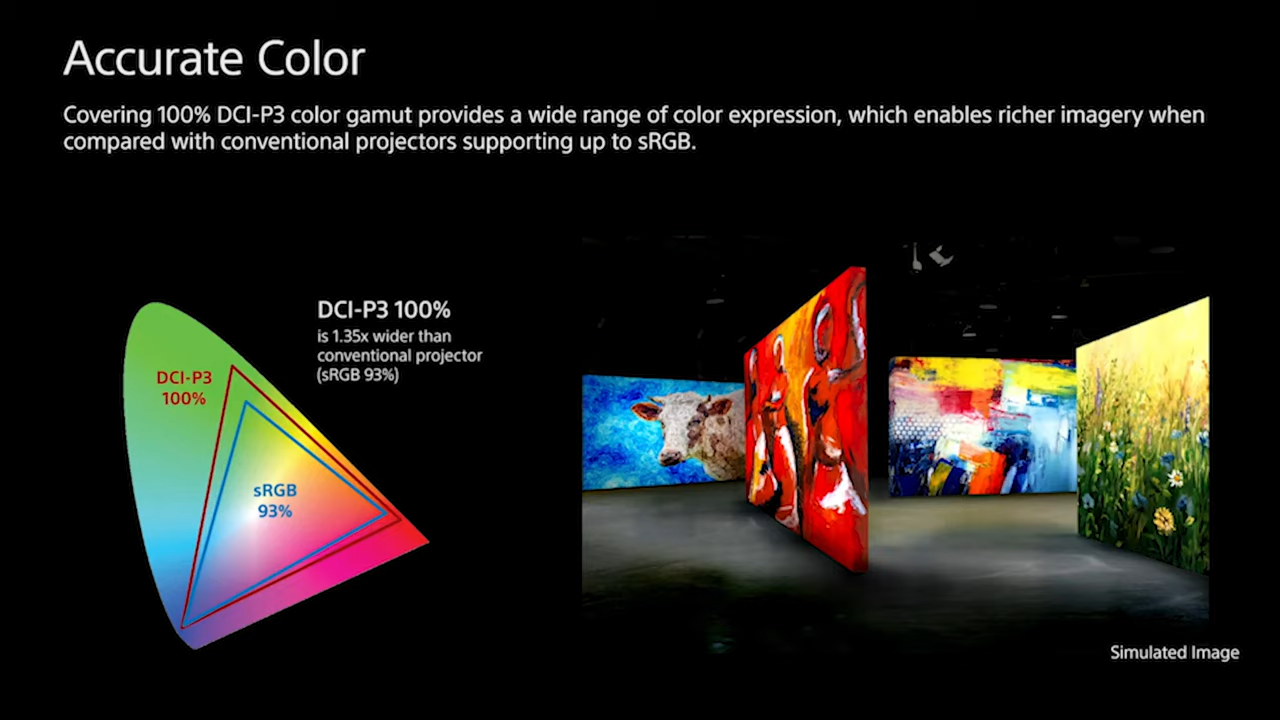 Accurate Color
Covering 100% DCI-P3 color gamut provides a wide range of color expression, which enables richer imagery when
compared with conventional projectors supporting up to sRGB.
DCI-P3 100%
is 1.35x wider than
conventional projector
(sRGB 93%)
DCI-P3
100%
sRGB
93%
Simulated Image